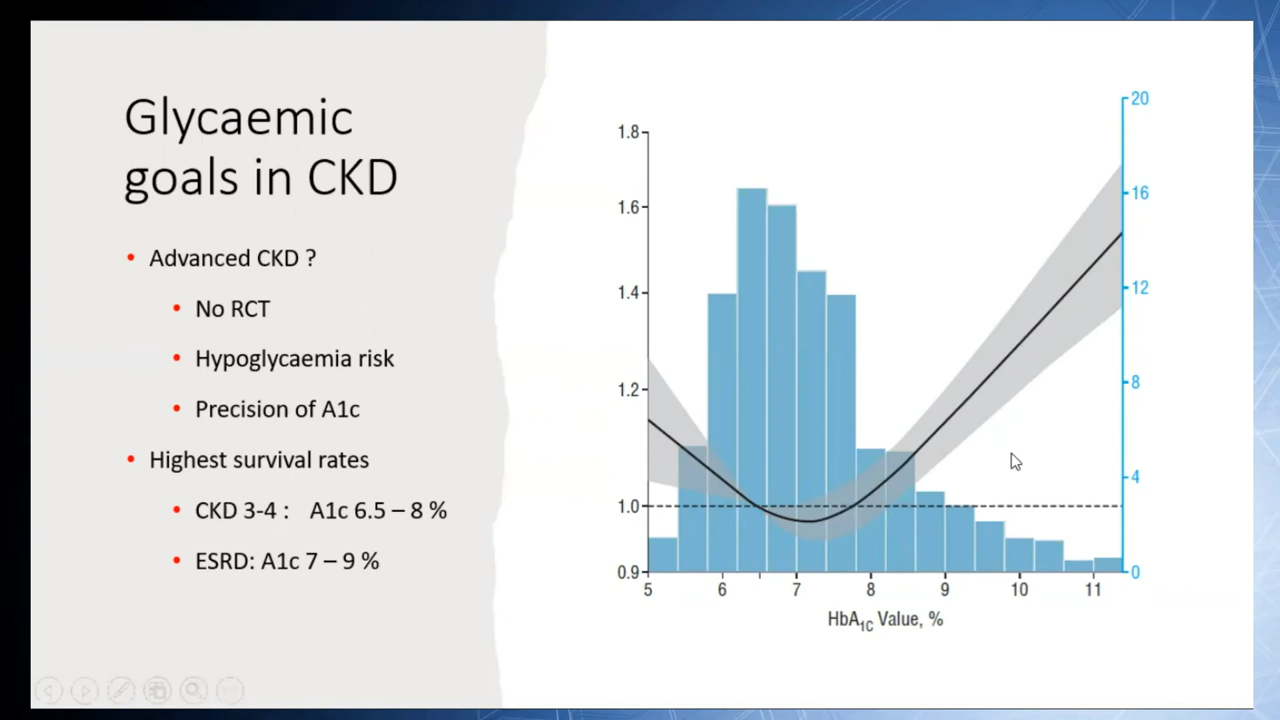 Glycaemic
goals in CKD
• Advanced CKD ?
• No RCT
• Hypoglycaemia risk
• Precision of A1c
• Highest survival rates
• CKD 3-4 : A1c 6.5 – 8 %
• ESRD: A1c 7 – 9 %
1.8
1.6
1.4
1.2
1.0
0.9
20
16
12
8
4
0
5 6 7 8 9 10 11
HbA1C Value, %